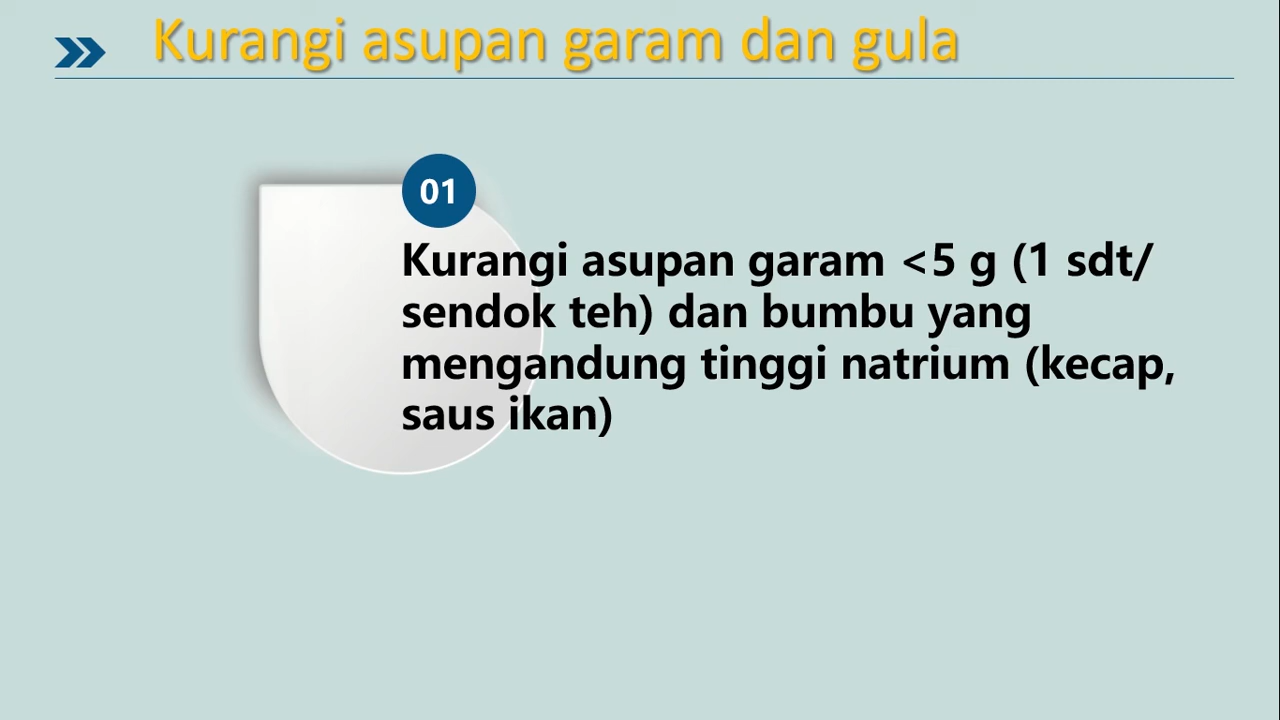 Kurangi asupan garam dan gula
01
Kurangi asupan garam <5 g (1 sdt/
sendok teh) dan bumbu yang
mengandung tinggi natrium (kecap,
saus ikan)